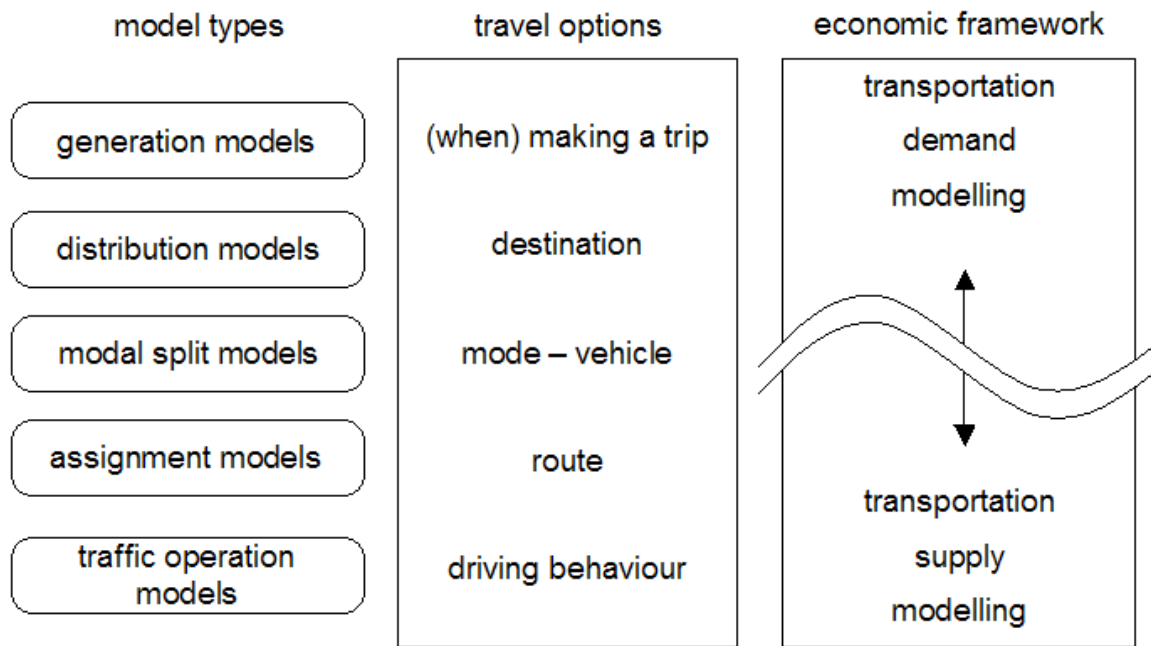 model types
travel options
economic framework
generation models
distribution models
modal split models
assignment models
traffic operation
models
(when) making a trip
destination
mode – vehicle
route
driving behaviour
transportation
demand
modelling
transportation
supply
modelling